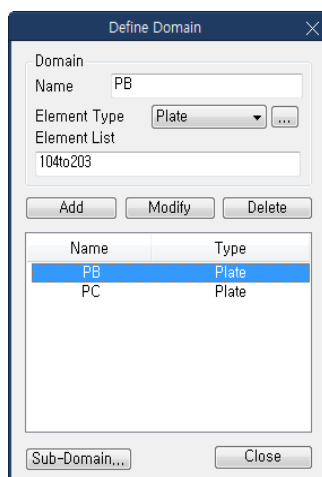 Define Domain
Domain
Name PB
Element Type Plate ...
Element List
104to203
Add Modify Delete
Name Type
PB Plate
PC Plate
Sub-Domain... Close